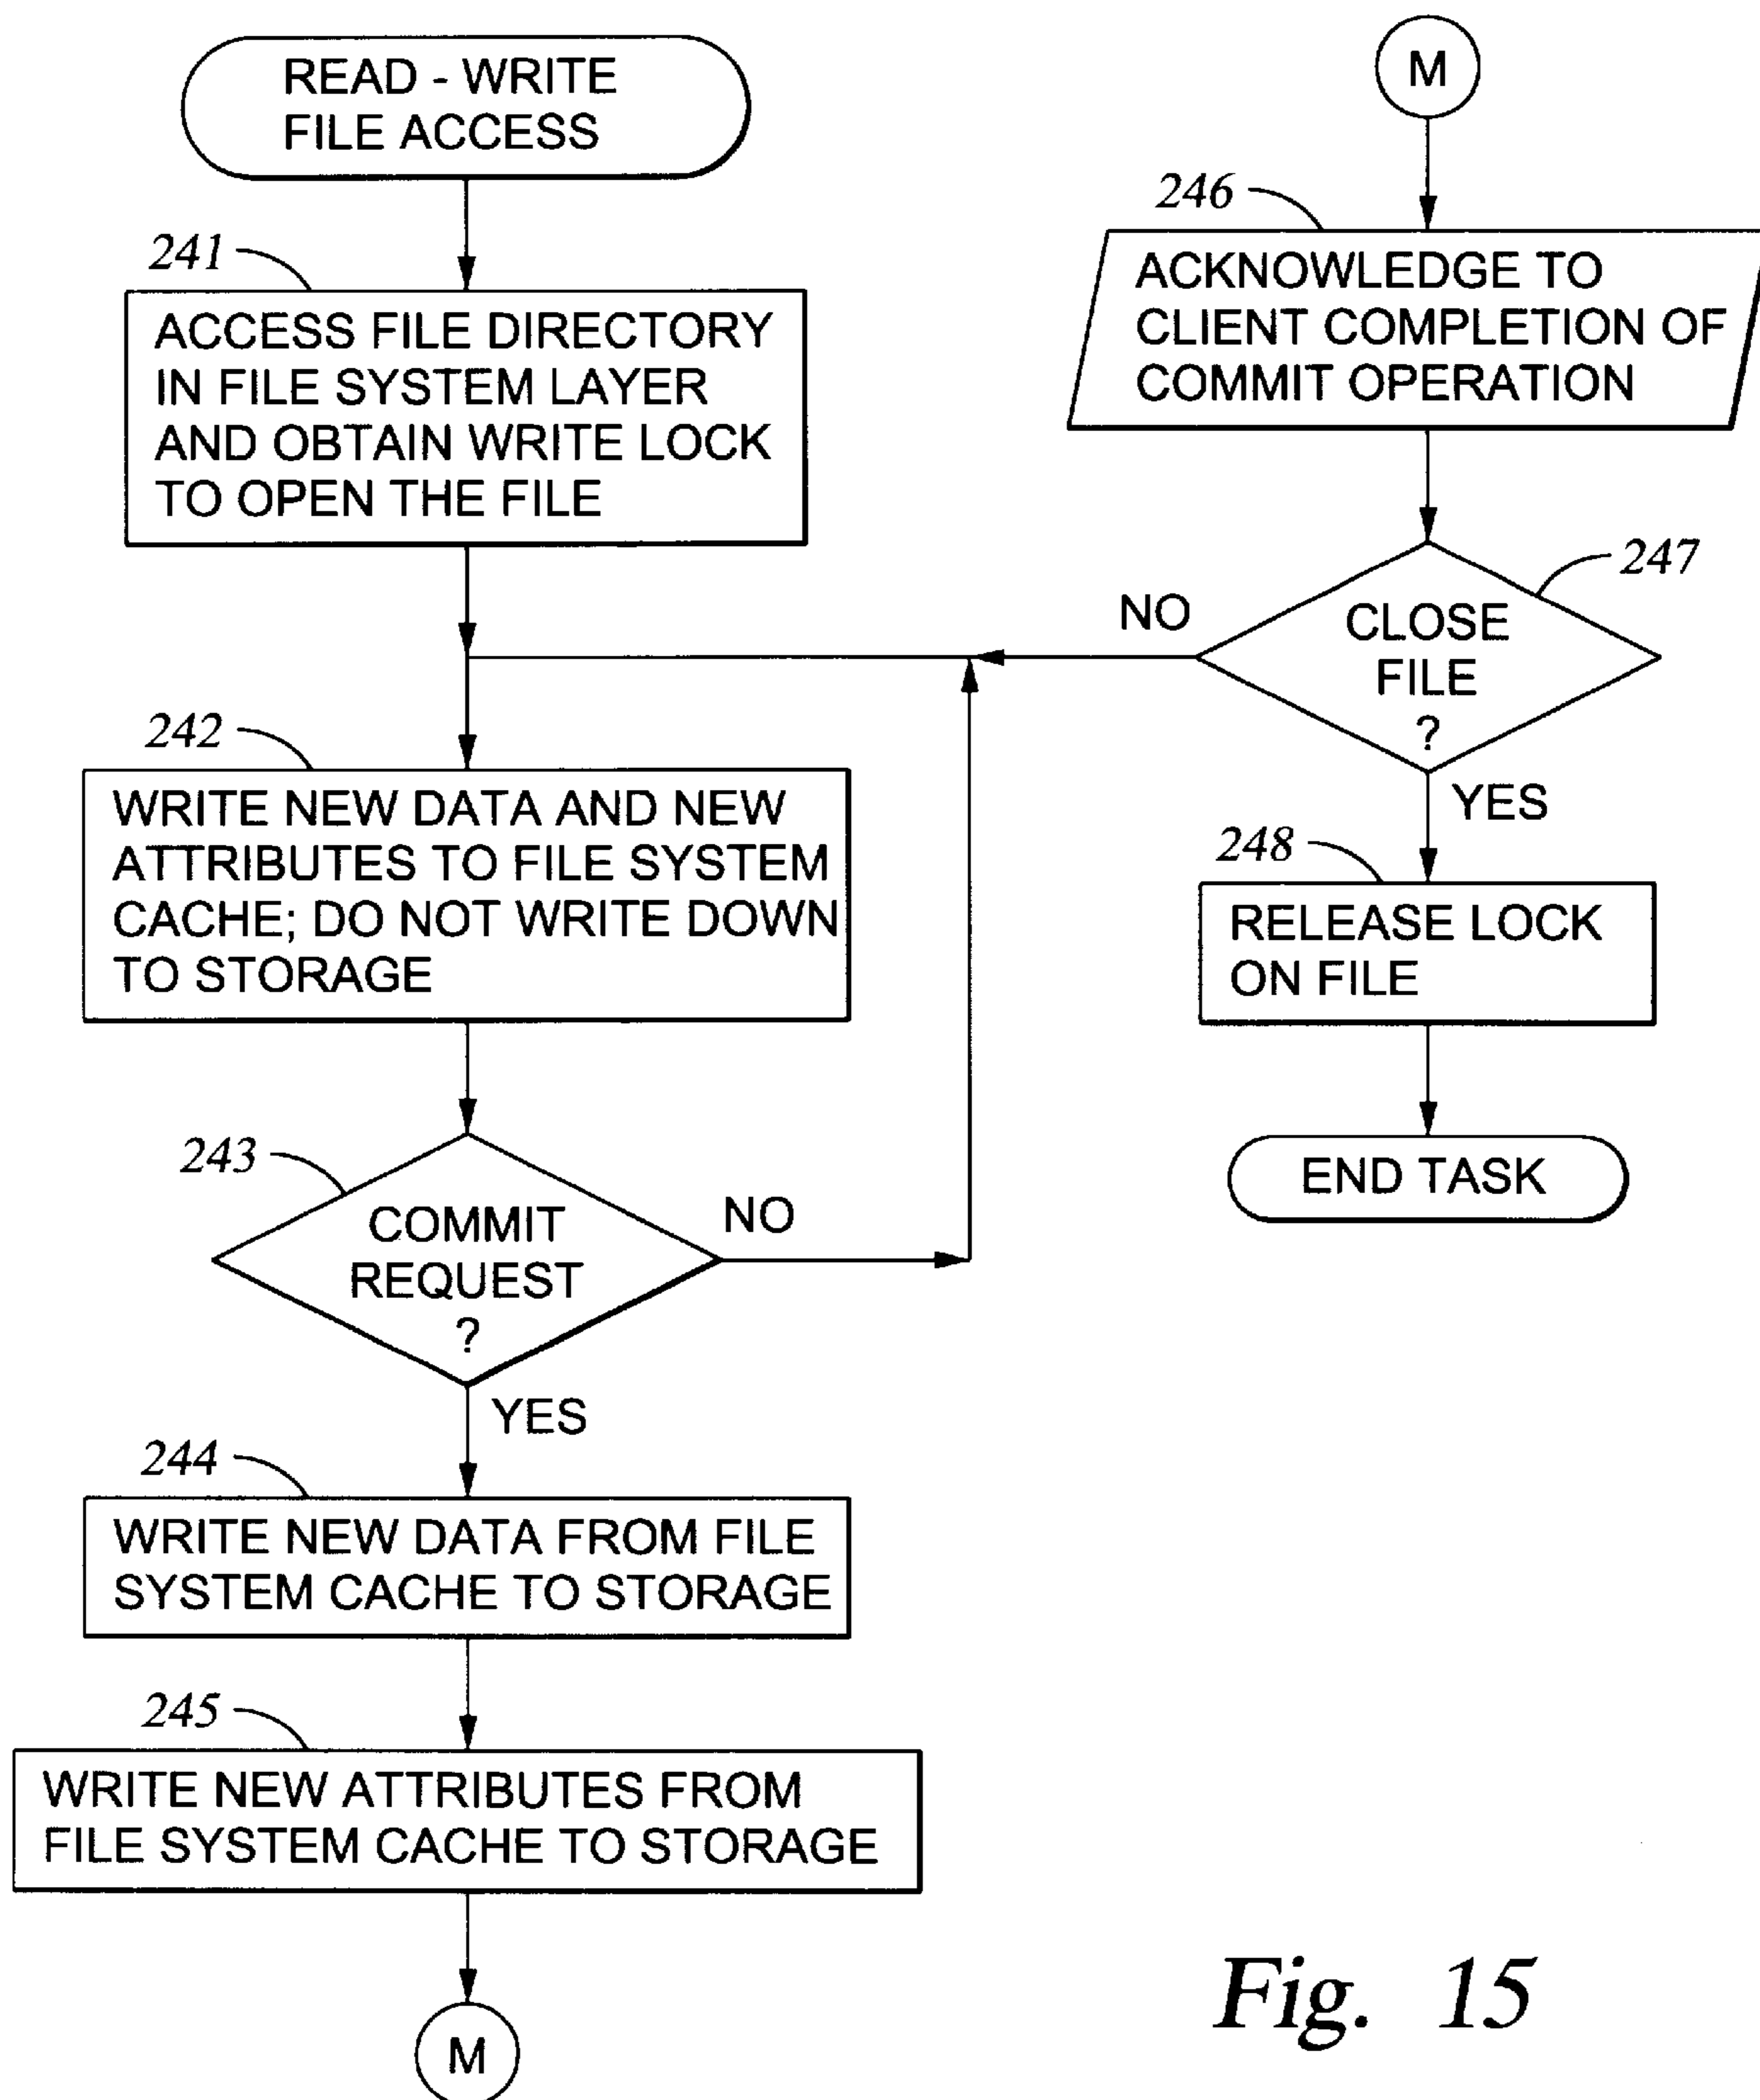 READ - WRITE
FILE ACCESS
241
ACCESS FILE DIRECTORY
IN FILE SYSTEM LAYER
AND OBTAIN WRITE LOCK
TO OPEN THE FILE
242
WRITE NEW DATA AND NEW
ATTRIBUTES TO FILE SYSTEM
CACHE; DO NOT WRITE DOWN
TO STORAGE
243
COMMIT
REQUEST
?
NO
YES
244
WRITE NEW DATA FROM FILE
SYSTEM CACHE TO STORAGE
245
WRITE NEW ATTRIBUTES FROM
FILE SYSTEM CACHE TO STORAGE
M
M
246
ACKNOWLEDGE TO
CLIENT COMPLETION OF
COMMIT OPERATION
247
CLOSE
FILE
?
NO
YES
248
RELEASE LOCK
ON FILE
END TASK
Fig. 15